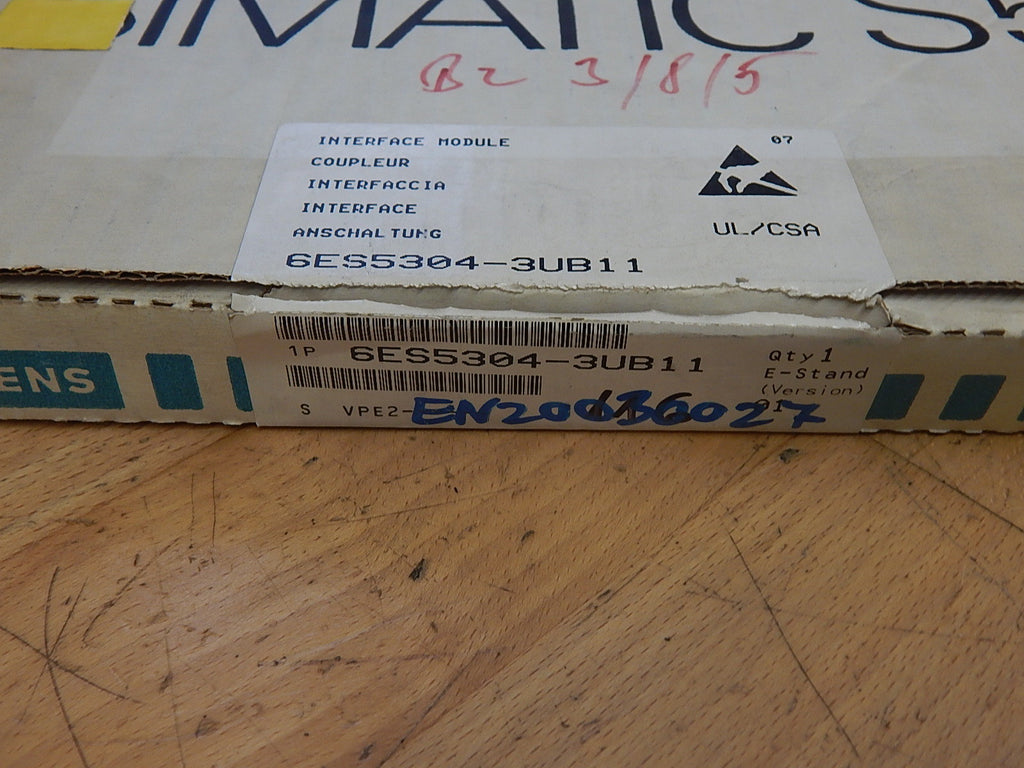 SIMATIC S5
B2 3/8/5
INTERFACE MODULE
07
COUPLEUR
INTERFACCIA
INTERFACE
ANSCHALTUNG
UL/CSA
6ES5304-3UB11
1P 6ES5304-3UB11
Qty 1
E-Stand
(Version)
ENS
S VPE2-